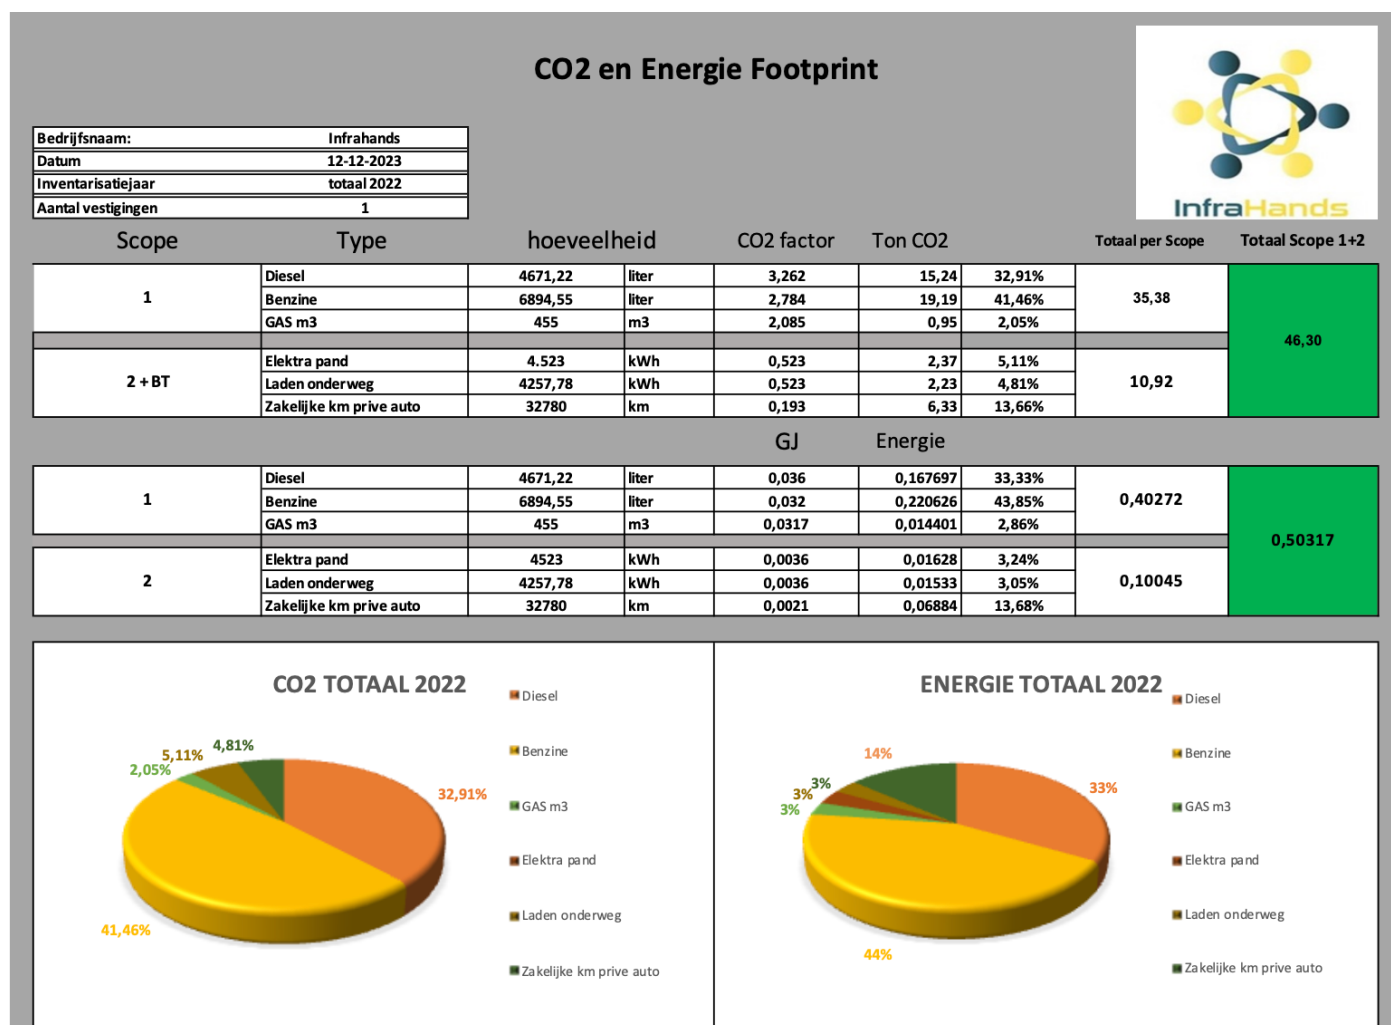 CO2 en Energie Footprint
InfraHands
Bedrijfsnaam: Infrahands
Datum 12-12-2023
Inventarisatiejaar totaal 2022
Aantal vestigingen 1
Scope Type hoeveelheid CO2 factor Ton CO2 Totaal per Scope Totaal Scope 1+2
Diesel 4671,22 liter 3,262 15,24 32,91%
1 Benzine 6894,55 liter 2,784 19,19 41,46% 35,38
GAS m3 455 m3 2,085 0,95 2,05%
46,30
Elektra pand 4.523 kWh 0,523 2,37 5,11%
2 + BT Laden onderweg 4257,78 kWh 0,523 2,23 4,81% 10,92
Zakelijke km prive auto 32780 km 0,193 6,33 13,66%
GJ Energie
Diesel 4671,22 liter 0,036 0,167697 33,33%
1 Benzine 6894,55 liter 0,032 0,220626 43,85% 0,40272
GAS m3 455 m3 0,0317 0,014401 2,86%
0,50317
Elektra pand 4523 kWh 0,0036 0,01628 3,24%
2 Laden onderweg 4257,78 kWh 0,0036 0,01533 3,05% 0,10045
Zakelijke km prive auto 32780 km 0,0021 0,06884 13,68%
CO2 TOTAAL 2022
Diesel
Benzine
GAS m3
Elektra pand
Laden onderweg
Zakelijke km prive auto
4,81%
5,11%
2,05%
32,91%
41,46%
ENERGIE TOTAAL 2022
Diesel
Benzine
GAS m3
Elektra pand
Laden onderweg
Zakelijke km prive auto
14%
3%
3%
3%
33%
44%